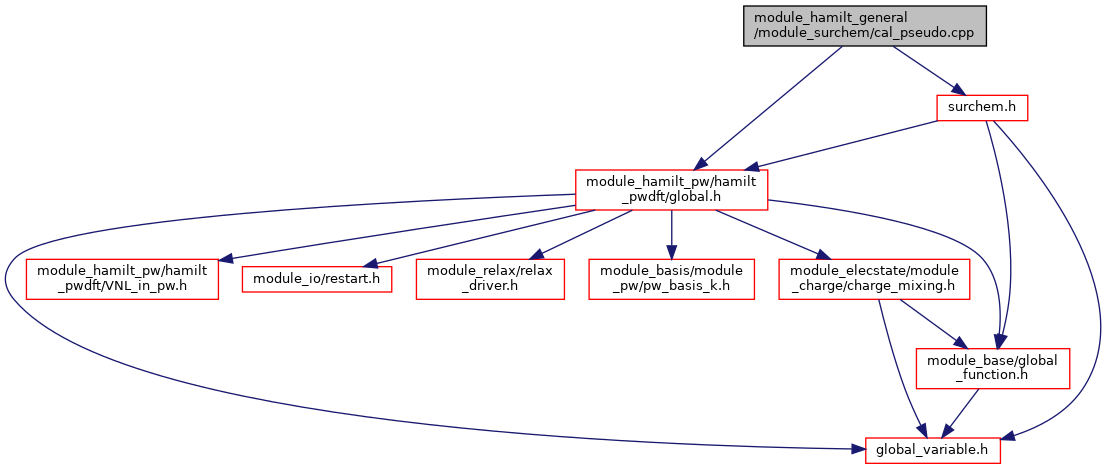 module_hamilt_general
/module_surchem/cal_pseudo.cpp
surchem.h
module_hamilt_pw/hamilt
_pwdft/global.h
module_hamilt_pw/hamilt
_pwdft/VNL_in_pw.h
module_io/restart.h
module_relax/relax
_driver.h
module_basis/module
_pw/pw_basis_k.h
module_elecstate/module
_charge/charge_mixing.h
module_base/global
_function.h
global_variable.h